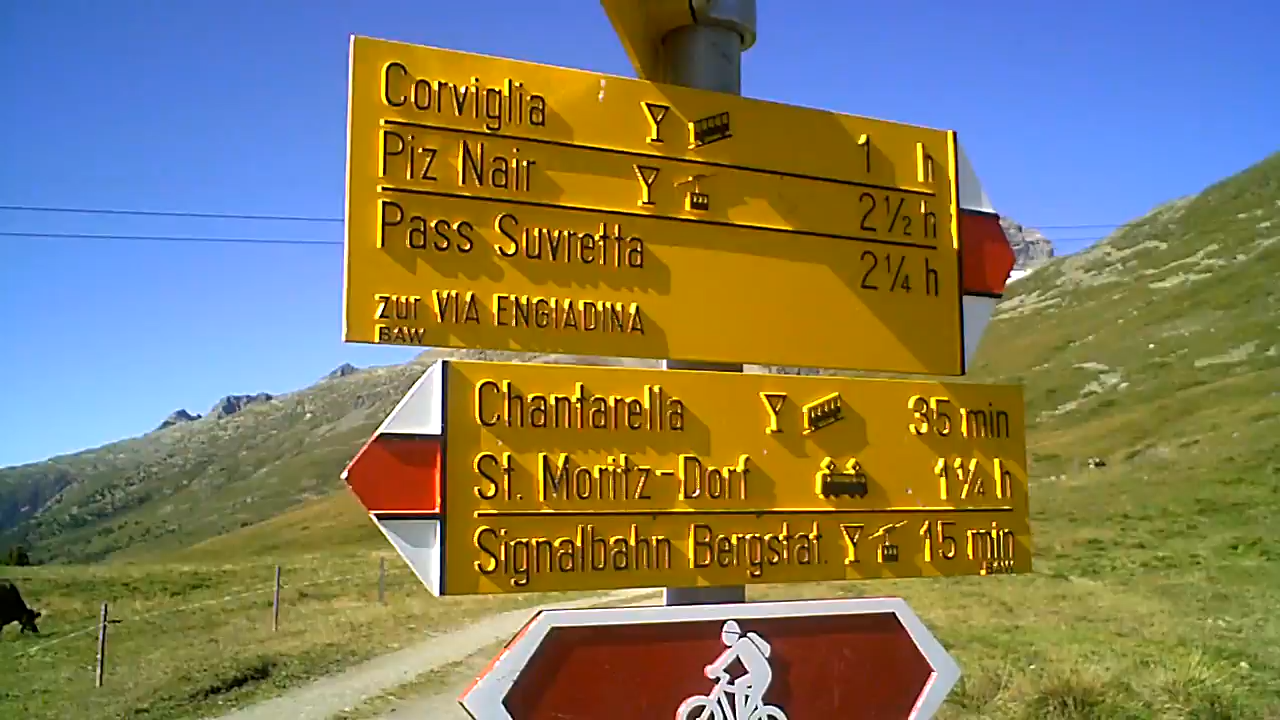 Corviglia 1 h
Piz Nair 2½ h
Pass Suvretta 2¼ h
zur VIA ENGIADINA
BAW
Chantarella 35 min
St. Moritz-Dorf 1¼ h
Signalbahn Bergstat. 15 min
BAW